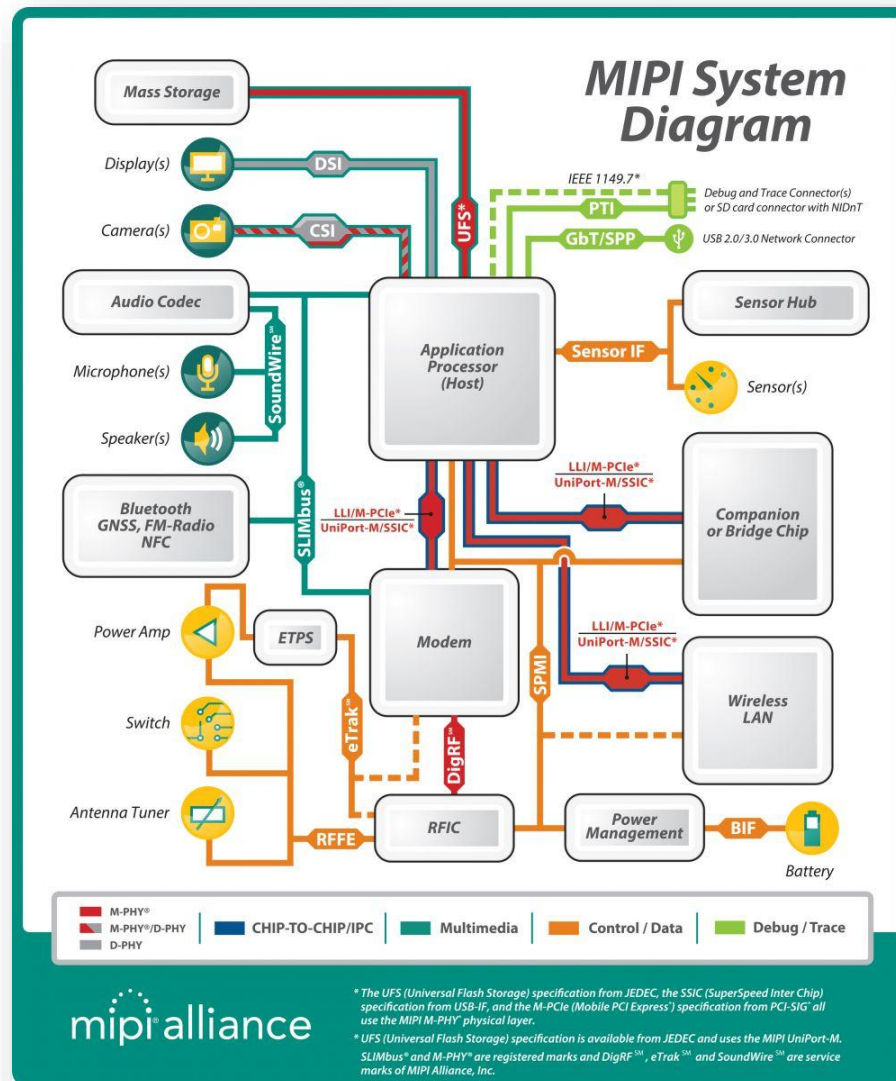 MIPI System
Diagram
Mass Storage
Display(s)
DSI
Camera(s)
CSI
UFS*
IEEE 1149.7*
PTI
Debug and Trace Connector(s)
or SD card connector with NIDnT
GbT/SPP
USB 2.0/3.0 Network Connector
Audio Codec
Microphone(s)
SoundWire℠
Speaker(s)
Application
Processor
(Host)
Sensor IF
Sensor Hub
Sensor(s)
Bluetooth
GNSS, FM-Radio
NFC
SLIMbus®
LLI/M-PCIe*
UniPort-M/SSIC*
LLI/M-PCIe*
UniPort-M/SSIC*
Companion
or Bridge Chip
Power Amp
ETPS
Modem
LLI/M-PCIe*
UniPort-M/SSIC*
SPMI
Wireless
LAN
Switch
eTrak℠
DigRF℠
Antenna Tuner
RFFE
RFIC
Power
Management
BIF
Battery
M-PHY®
M-PHY®/D-PHY
D-PHY
CHIP-TO-CHIP/IPC
Multimedia
Control / Data
Debug / Trace
mipi® alliance
* The UFS (Universal Flash Storage) specification from JEDEC, the SSIC (SuperSpeed Inter Chip)
specification from USB-IF, and the M-PCIe (Mobile PCI Express®) specification from PCI-SIG® all
use the MIPI M-PHY® physical layer.
* UFS (Universal Flash Storage) specification is available from JEDEC and uses the MIPI UniPort-M.
SLIMbus® and M-PHY® are registered marks and DigRF ℠, eTrak ℠ and SoundWire ℠ are service
marks of MIPI Alliance, Inc.